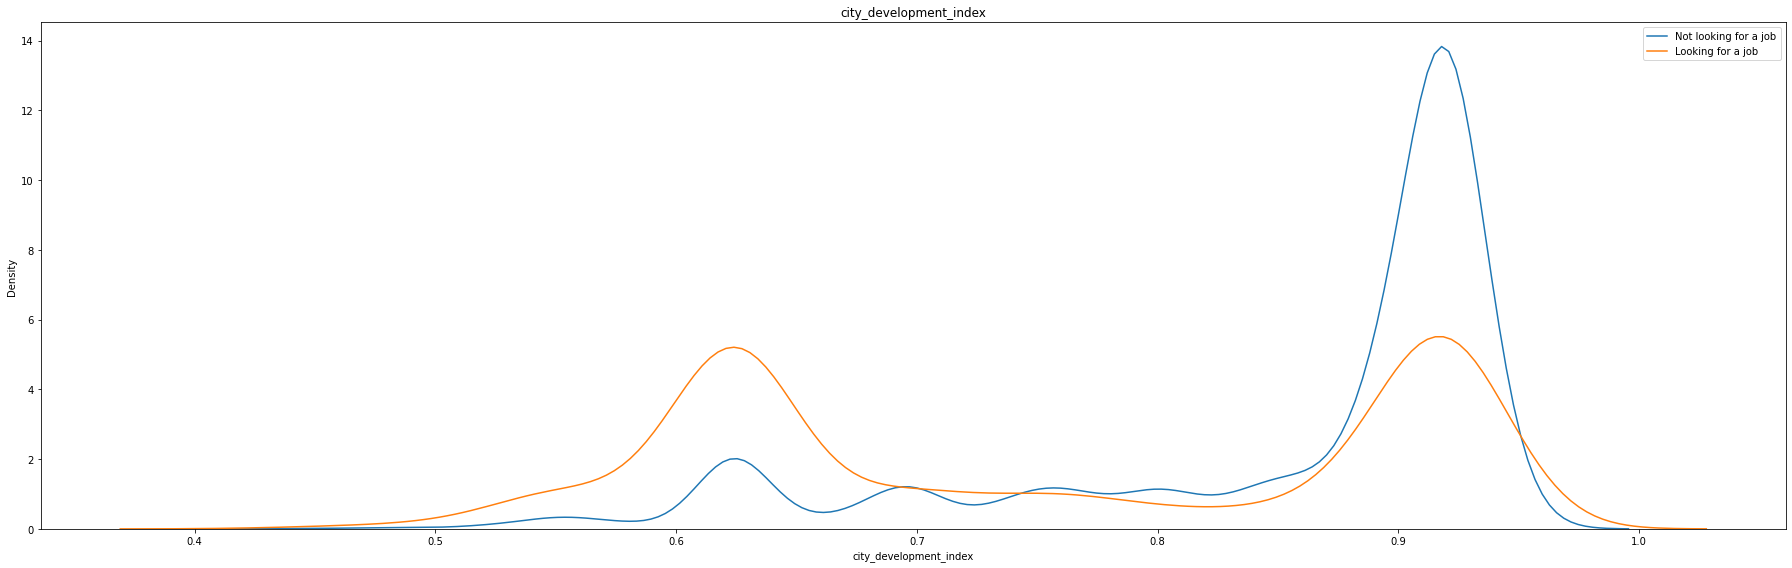 city_development_index
Not looking for a job
Looking for a job
Density
14
12
10
8
6
4
2
0
0.4 0.5 0.6 0.7 0.8 0.9 1.0
city_development_index